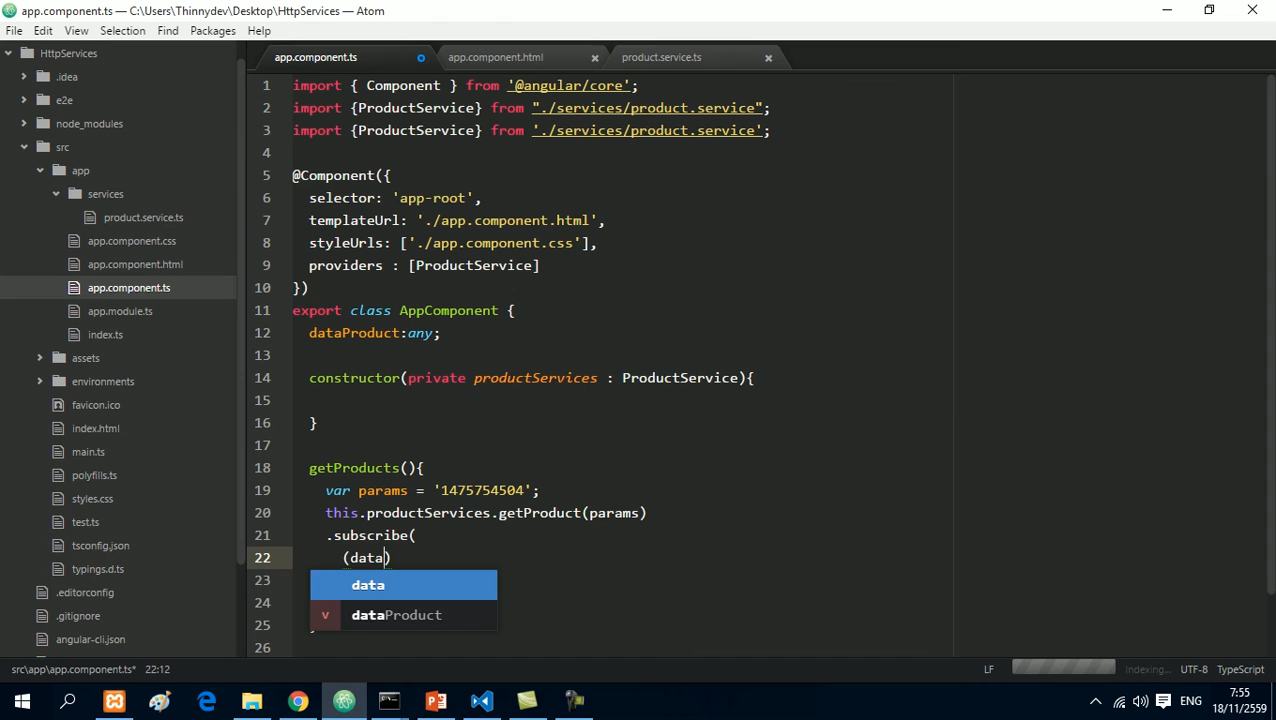 app.component.ts — C:\Users\Thinnydev\Desktop\HttpServices — Atom
File Edit View Selection Find Packages Help
HttpServices
.idea
e2e
node_modules
src
app
services
product.service.ts
app.component.css
app.component.html
app.component.ts
app.module.ts
index.ts
assets
environments
favicon.ico
index.html
main.ts
polyfills.ts
styles.css
test.ts
tsconfig.json
typings.d.ts
.editorconfig
.gitignore
angular-cli.json
app.component.ts app.component.html product.service.ts
1 import { Component } from '@angular/core';
2 import {ProductService} from "./services/product.service";
3 import {ProductService} from './services/product.service';
4
5 @Component({
6 selector: 'app-root',
7 templateUrl: './app.component.html',
8 styleUrls: ['./app.component.css'],
9 providers : [ProductService]
10 })
11 export class AppComponent {
12 dataProduct:any;
13
14 constructor(private productServices : ProductService){
15
16 }
17
18 getProducts(){
19 var params = '1475754504';
20 this.productServices.getProduct(params)
21 .subscribe(
22 (data)
23
24
25
26
data
v dataProduct
src\app\app.component.ts* 22:12 LF Indexing... UTF-8 TypeScript
ENG 7:55
18/11/2559